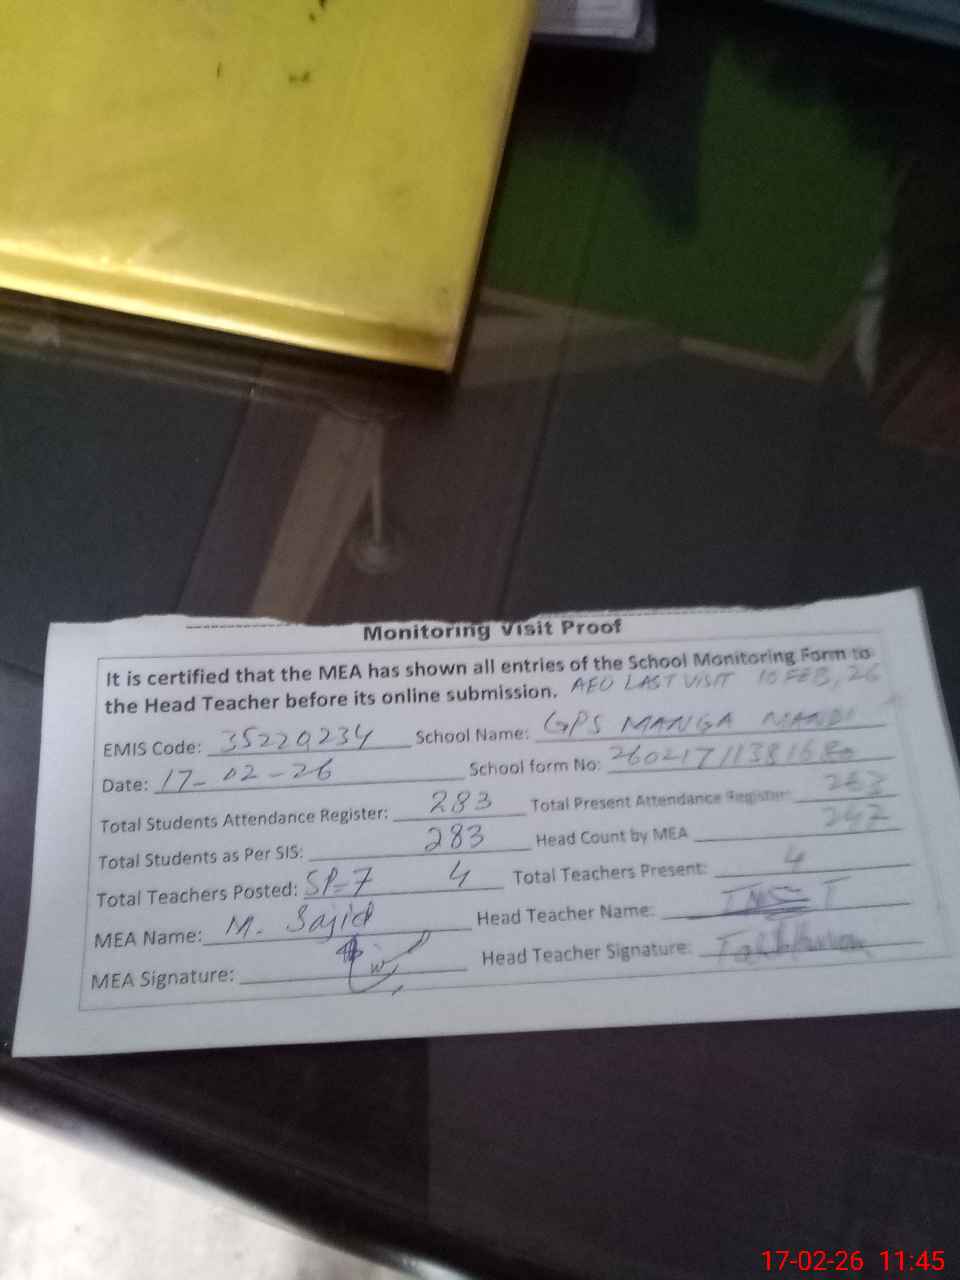 Monitoring Visit Proof
It is certified that the MEA has shown all entries of the School Monitoring Form to
the Head Teacher before its online submission. AEO LAST VISIT 10 FEB, 26
EMIS Code: 35220234 School Name: GPS MANGA MANDI
Date: 17-02-26 School form No:
Total Students Attendance Register: 283 Total Present Attendance Register:
Total Students as Per SIS: 283 Head Count by MEA
Total Teachers Posted: SP=7 4 Total Teachers Present: 4
MEA Name: M. Sajid Head Teacher Name:
MEA Signature: Head Teacher Signature:
17-02-26 11:45